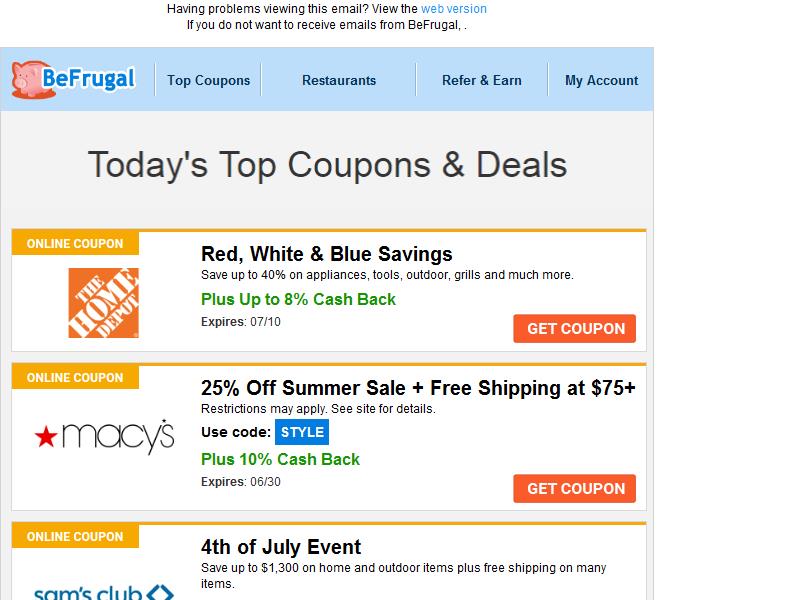 Having problems viewing this email? View the web version
If you do not want to receive emails from BeFrugal, .
BeFrugal
Top Coupons
Restaurants
Refer & Earn
My Account
Today's Top Coupons & Deals
ONLINE COUPON
THE HOME DEPOT
Red, White & Blue Savings
Save up to 40% on appliances, tools, outdoor, grills and much more.
Plus Up to 8% Cash Back
Expires: 07/10
GET COUPON
ONLINE COUPON
macy's
25% Off Summer Sale + Free Shipping at $75+
Restrictions may apply. See site for details.
Use code: STYLE
Plus 10% Cash Back
Expires: 06/30
GET COUPON
ONLINE COUPON
sam's club
4th of July Event
Save up to $1,300 on home and outdoor items plus free shipping on many
items.